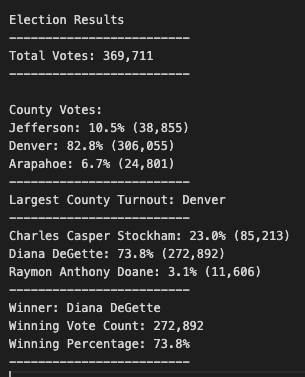 Election Results
-------------------------
Total Votes: 369,711
-------------------------
County Votes:
Jefferson: 10.5% (38,855)
Denver: 82.8% (306,055)
Arapahoe: 6.7% (24,801)
-------------------------
Largest County Turnout: Denver
-------------------------
Charles Casper Stockham: 23.0% (85,213)
Diana DeGette: 73.8% (272,892)
Raymon Anthony Doane: 3.1% (11,606)
-------------------------
Winner: Diana DeGette
Winning Vote Count: 272,892
Winning Percentage: 73.8%
-------------------------